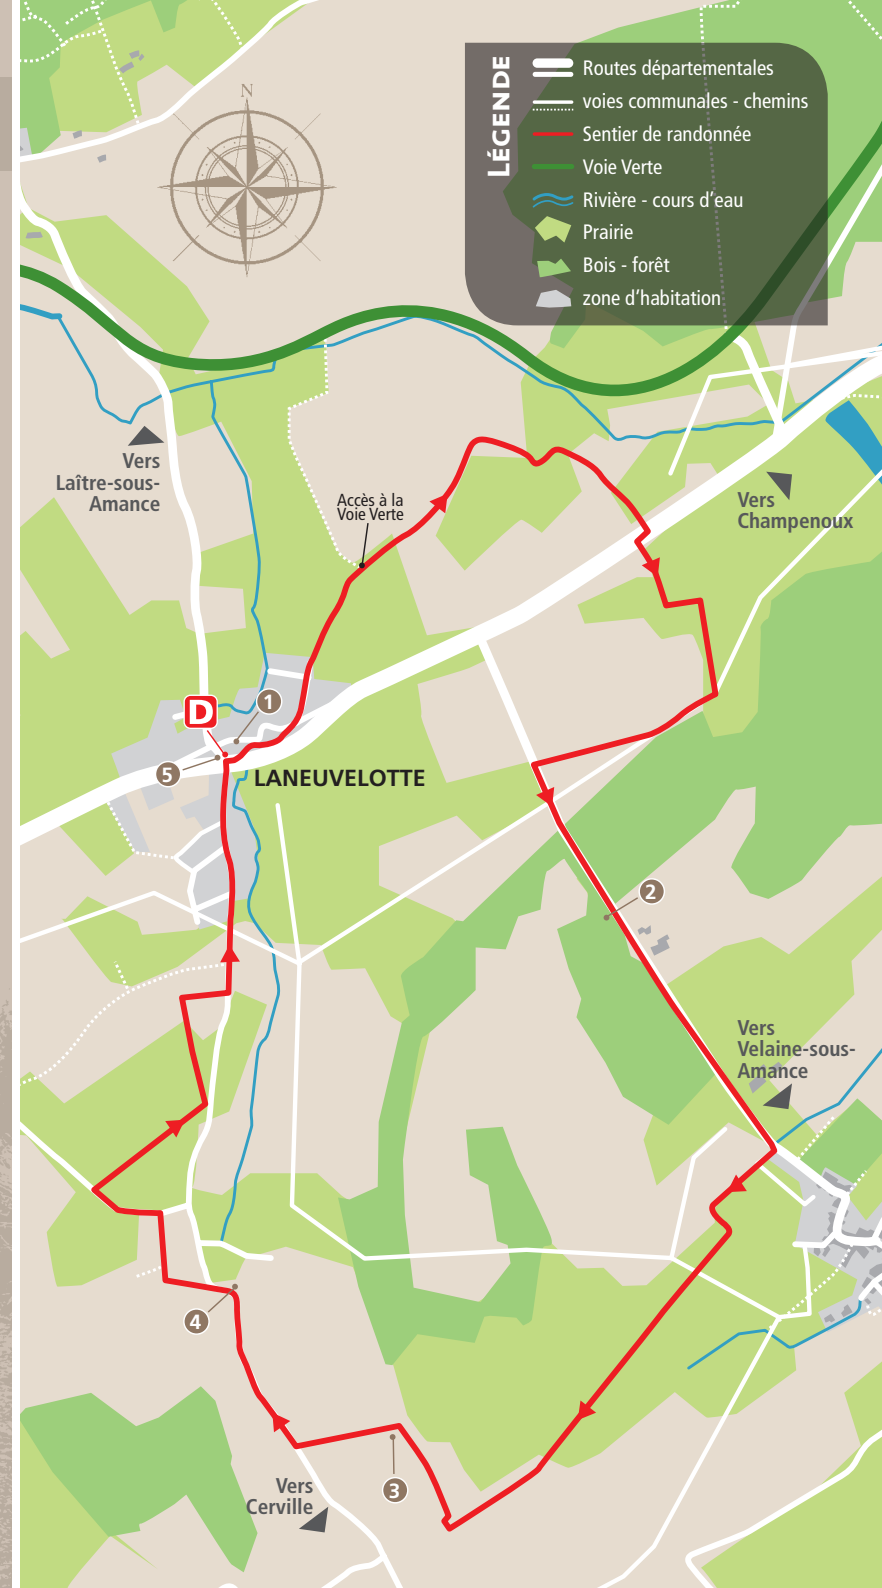 N
LÉGENDE
Routes départementales
voies communales - chemins
Sentier de randonnée
Voie Verte
Rivière - cours d'eau
Prairie
Bois - forêt
zone d'habitation
Vers
Laître-sous-
Amance
Accès à la
Voie Verte
Vers
Champenoux
D
1
5
LANEUVELOTTE
2
Vers
Velaine-sous-
Amance
4
3
Vers
Cerville